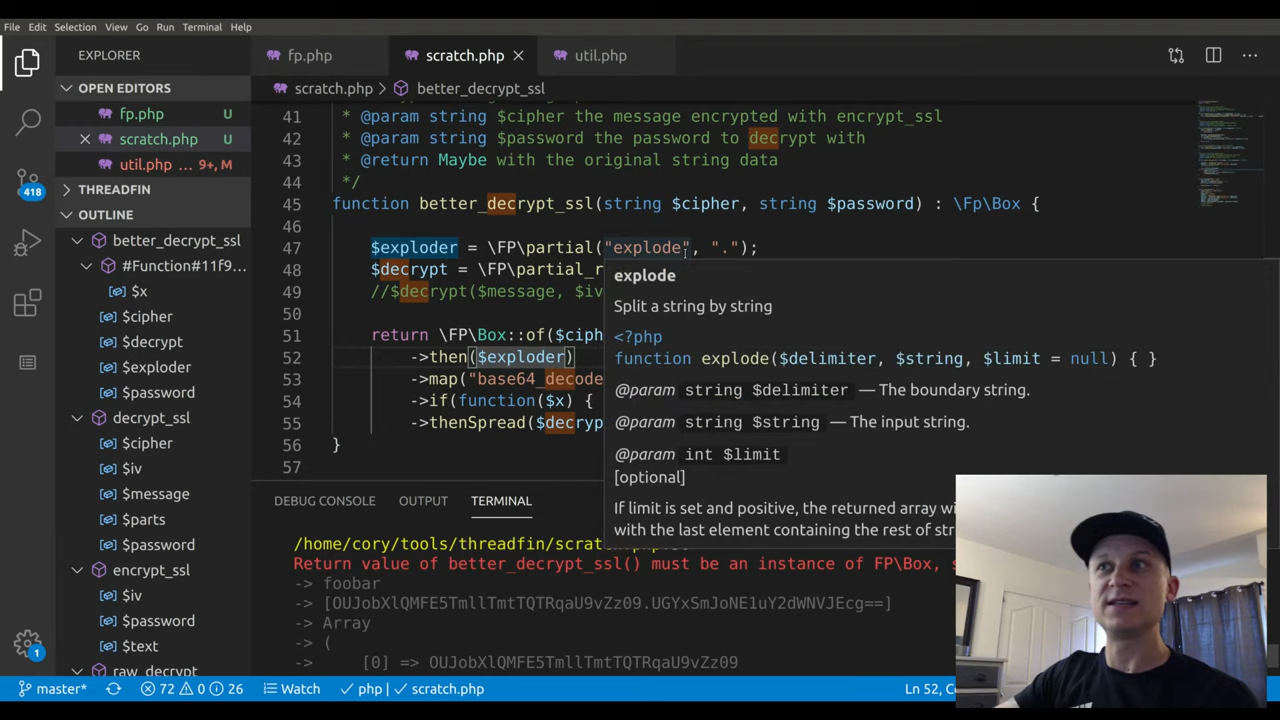 File Edit Selection View Go Run Terminal Help
EXPLORER
fp.php
scratch.php
util.php
OPEN EDITORS
scratch.php > better_decrypt_ssl
fp.php U
scratch.php U
util.php ... 9+, M
THREADFIN
OUTLINE
better_decrypt_ssl
#Function#11f9...
$x
$cipher
$decrypt
$exploder
$password
decrypt_ssl
$cipher
$iv
$message
$parts
$password
encrypt_ssl
$iv
$password
$text
raw_decrypt
418
1
41 * @param string $cipher the message encrypted with encrypt_ssl
42 * @param string $password the password to decrypt with
43 * @return Maybe with the original string data
44 */
45 function better_decrypt_ssl(string $cipher, string $password) : \Fp\Box {
46
47 $exploder = \FP\partial("explode", ".");
48 $decrypt = \FP\partial_r
49 //$decrypt($message, $iv
50
51 return \FP\Box::of($ciph
52 ->then($exploder)
53 ->map("base64_decode
54 ->if(function($x) {
55 ->thenSpread($decryp
56 }
57
explode
Split a string by string
<?php
function explode($delimiter, $string, $limit = null) { }
@param string $delimiter — The boundary string.
@param string $string — The input string.
@param int $limit
[optional]
If limit is set and positive, the returned array wi
with the last element containing the rest of str
DEBUG CONSOLE OUTPUT TERMINAL
/home/cory/tools/threadfin/scratch
Return value of better_decrypt_ssl() must be an instance of FP\Box, s
-> foobar
-> [OUJobXlQMFE5TmllTmtTQTRqaU9vZz09.UGYxSmJoNE1uY2dWNVJEcg==]
-> Array
-> (
-> [0] => OUJobXlQMFE5TmllTmtTQTRqaU9vZz09
master* 72 0 26 Watch php | scratch.php Ln 52,